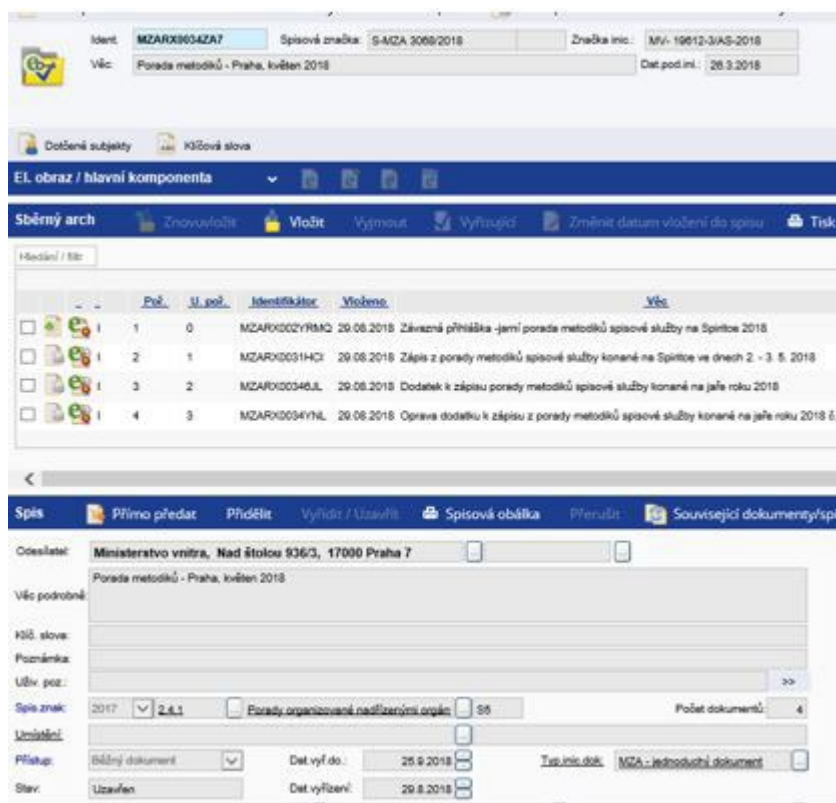 Ident. MZARX0034ZA7 Spisová značka: S-MZA 3068/2018 Značka inic.: MV- 19612-3/AS-2018
Věc: Porada metodiků - Praha, květen 2018 Dat.pod.ini.: 26.3.2018
Dotčené subjekty Klíčová slova
El. obraz / hlavní komponenta
Sběrný arch Znovuvložit Vložit Vyjmout Vyřizující Změnit datum vložení do spisu Tisk
Hledání / filtr
Poř. U. poř. Identifikátor Vloženo Věc
1 0 MZARX002YRMQ 29.08.2018 Závazná přihláška -jarní porada metodiků spisové služby na Spiritce 2018
2 1 MZARX0031HCI 29.08.2018 Zápis z porady metodiků spisové služby konané na Spiritce ve dnech 2. - 3. 5. 2018
3 2 MZARX00346JL 29.08.2018 Dodatek k zápisu porady metodiků spisové služby konané na jaře roku 2018
4 3 MZARX0034YNL 29.08.2018 Oprava dodatku k zápisu z porady metodiků spisové služby konané na jaře roku 2018 č.
Spis Přímo předat Přidělit Vyřídit / Uzavřít Spisová obálka Přerušit Související dokumenty/spi
Odesílatel: Ministerstvo vnitra, Nad štolou 936/3, 17000 Praha 7
Porada metodiků - Praha, květen 2018
Věc podrobně:
Klíč. slova:
Poznámka:
Uživ. poz.: >>
Spis.znak: 2017 2.4.1 Porady organizované nadřízenými orgán S5 Počet dokumentů: 4
Umístění:
Přístup: Běžný dokument Dat.vyř.do.: 25.9.2018 Typ.inic.dok: MZA - jednoduchý dokument
Stav: Uzavřen Dat.vyřízení: 29.8.2018